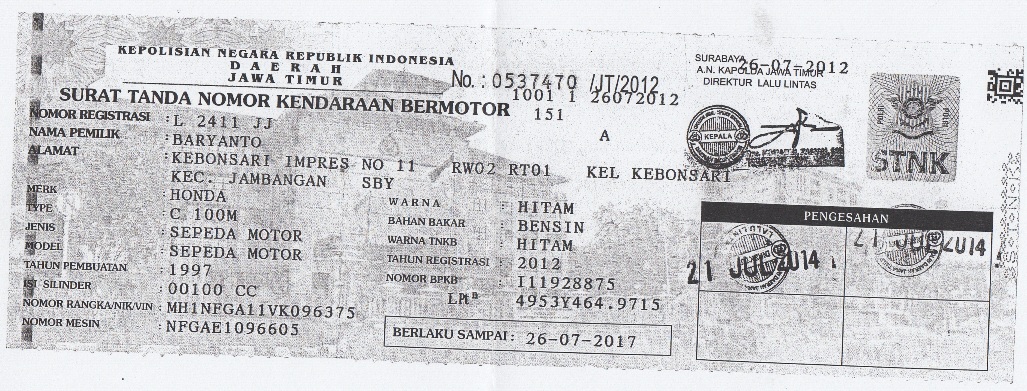 KEPOLISIAN NEGARA REPUBLIK INDONESIA
D A E R A H
JAWA TIMUR
No. : 0537470 /JT/2012
SURABAYA 26-07-2012
A.N. KAPOLDA JAWA TIMUR
DIREKTUR LALU LINTAS
SURAT TANDA NOMOR KENDARAAN BERMOTOR
1001 1 26072012
151
A
KEPALA
STNK
NOMOR REGISTRASI : L 2411 JJ
NAMA PEMILIK : BARYANTO
ALAMAT : KEBONSARI IMPRES NO 11 RW02 RT01 KEL KEBONSARI
KEC. JAMBANGAN SBY
MERK : HONDA
TYPE : C 100M
JENIS : SEPEDA MOTOR
MODEL : SEPEDA MOTOR
TAHUN PEMBUATAN : 1997
ISI SILINDER : 00100 CC
NOMOR RANGKA/NIK/VIN : MH1NFGA11VK096375
NOMOR MESIN : NFGAE1096605
WARNA : HITAM
BAHAN BAKAR : BENSIN
WARNA TNKB : HITAM
TAHUN REGISTRASI : 2012
NOMOR BPKB : I11928875
4953Y464.9715
BERLAKU SAMPAI : 26-07-2017
PENGESAHAN
21 JUL 2014
21 JUL 2014